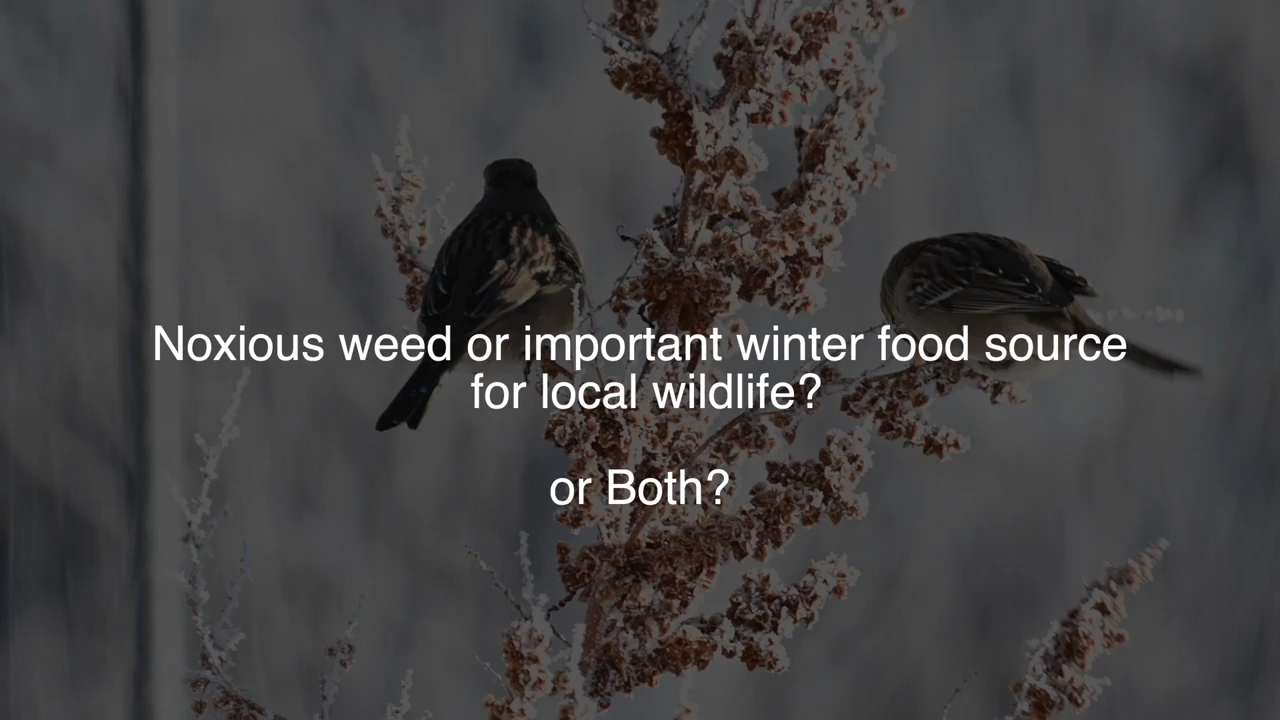 Noxious weed or important winter food source
for local wildlife?
or Both?